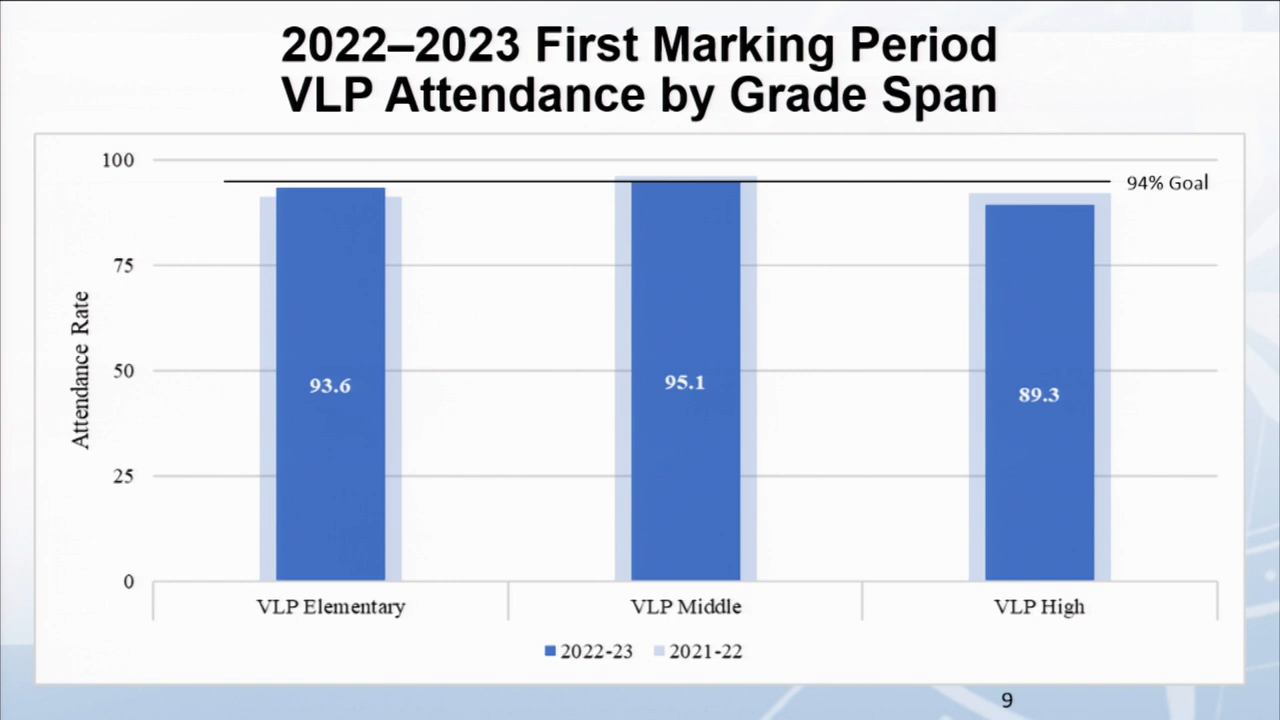 2022–2023 First Marking Period
VLP Attendance by Grade Span
100
94% Goal
75
50
25
0
Attendance Rate
93.6
95.1
89.3
VLP Elementary
VLP Middle
VLP High
2022-23
2021-22
9